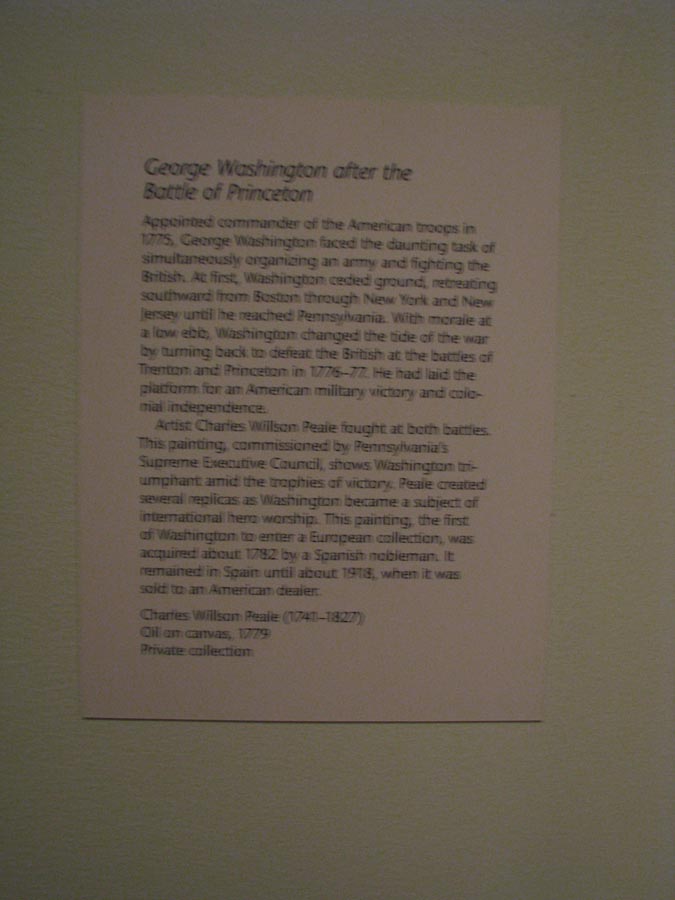 George Washington after the
Battle of Princeton
Appointed commander of the American troops in
1775, George Washington faced the daunting task of
simultaneously organizing an army and fighting the
British. At first, Washington ceded ground, retreating
southward from Boston through New York and New
Jersey until he reached Pennsylvania. With morale at
a low ebb, Washington changed the tide of the war
by turning back to defeat the British at the battles of
Trenton and Princeton in 1776–77. He had laid the
platform for an American military victory and colo-
nial independence.
Artist Charles Willson Peale fought at both battles.
This painting, commissioned by Pennsylvania's
Supreme Executive Council, shows Washington tri-
umphant amid the trophies of victory. Peale created
several replicas as Washington became a subject of
international hero worship. This painting, the first
of Washington to enter a European collection, was
acquired about 1782 by a Spanish nobleman. It
remained in Spain until about 1918, when it was
sold to an American dealer.
Charles Willson Peale (1741–1827)
Oil on canvas, 1779
Private collection